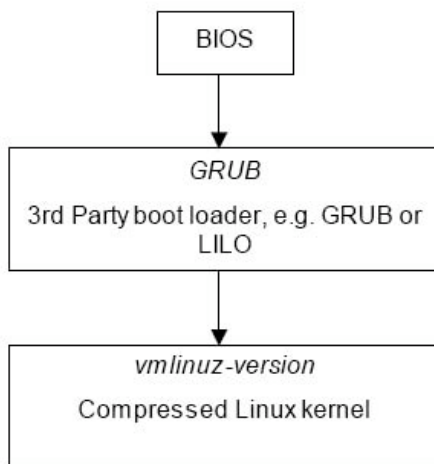 BIOS
GRUB
3rd Party boot loader, e.g. GRUB or
LILO
vmlinuz-version
Compressed Linux kernel